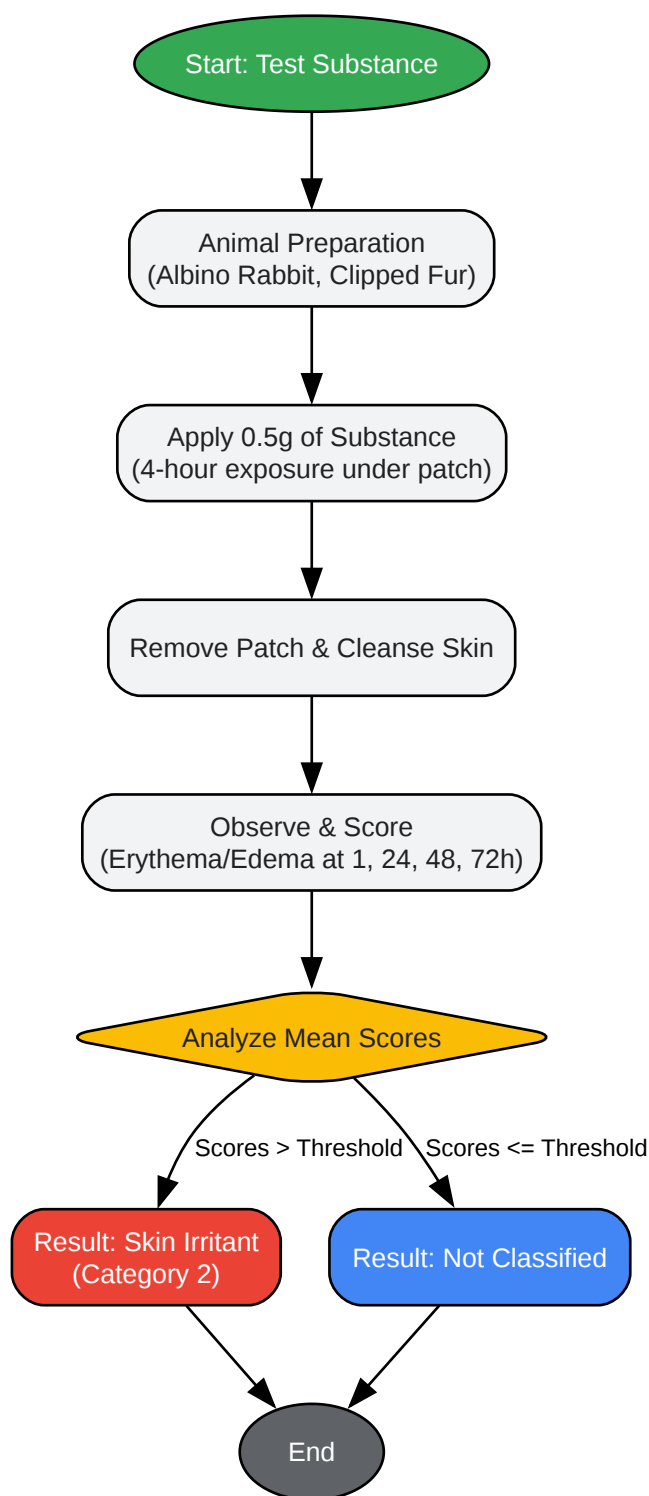 Start: Test Substance
Animal Preparation
(Albino Rabbit, Clipped Fur)
Apply 0.5g of Substance
(4-hour exposure under patch)
Remove Patch & Cleanse Skin
Observe & Score
(Erythema/Edema at 1, 24, 48, 72h)
Analyze Mean Scores
Scores > Threshold
Scores <= Threshold
Result: Skin Irritant
(Category 2)
Result: Not Classified
End